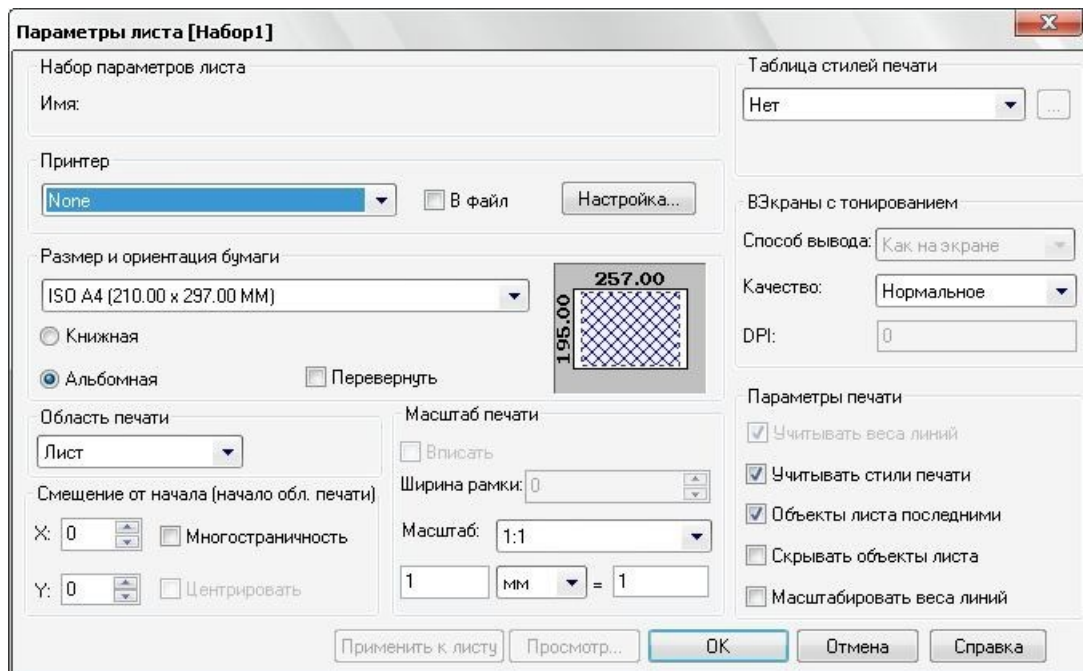 Параметры листа [Набор1]
Набор параметров листа
Имя:
Таблица стилей печати
Нет
...
Принтер
None
В файл
Настройка...
ВЭкраны с тонированием
Способ вывода:
Как на экране
Качество:
Нормальное
DPI:
0
Размер и ориентация бумаги
ISO A4 (210.00 x 297.00 MM)
Книжная
Альбомная
Перевернуть
257.00
195.00
Область печати
Лист
Смещение от начала (начало обл. печати)
X: 0
Многостраничность
Y: 0
Центрировать
Масштаб печати
Вписать
Ширина рамки: 0
Масштаб: 1:1
1 мм = 1
Параметры печати
Учитывать веса линий
Учитывать стили печати
Объекты листа последними
Скрывать объекты листа
Масштабировать веса линий
Применить к листу
Просмотр...
OK
Отмена
Справка